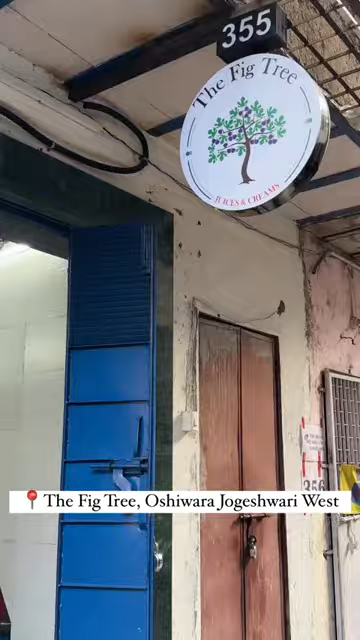 355
The Fig Tree
JUICES & CREAMS
356
📍 The Fig Tree, Oshiwara Jogeshwari West